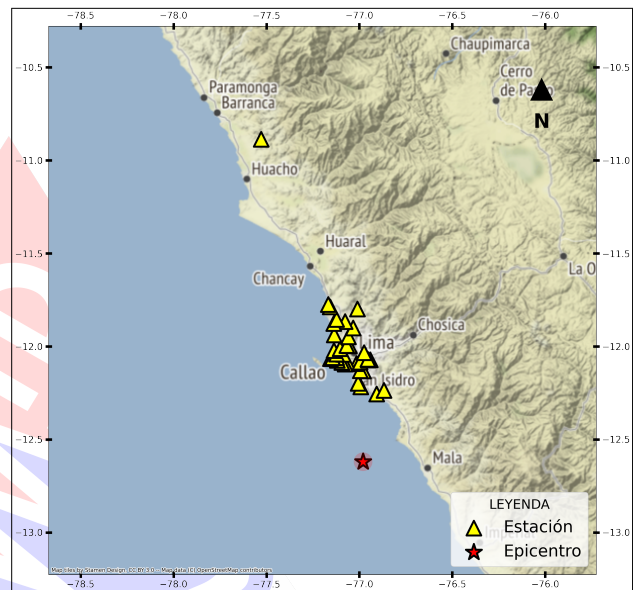 −78.5 −78.0 −77.5 −77.0 −76.5 −76.0
−10.5 −10.5
Chaupimarca
Cerro
de
Paramonga
Barranca
N
−11.0 −11.0
Huacho
−11.5 −11.5
Huaral
La O
Chancay
Chosica
−12.0 −12.0
ima
Callao
an Isidro
−12.5 −12.5
Mala
LEYENDA
Estación
−13.0 −13.0
Imperial
Epicentro
Map tiles by Stamen Design, CC BY 3.0 -- Map data (C) OpenStreetMap contributors
−78.5 −78.0 −77.5 −77.0 −76.5 −76.0